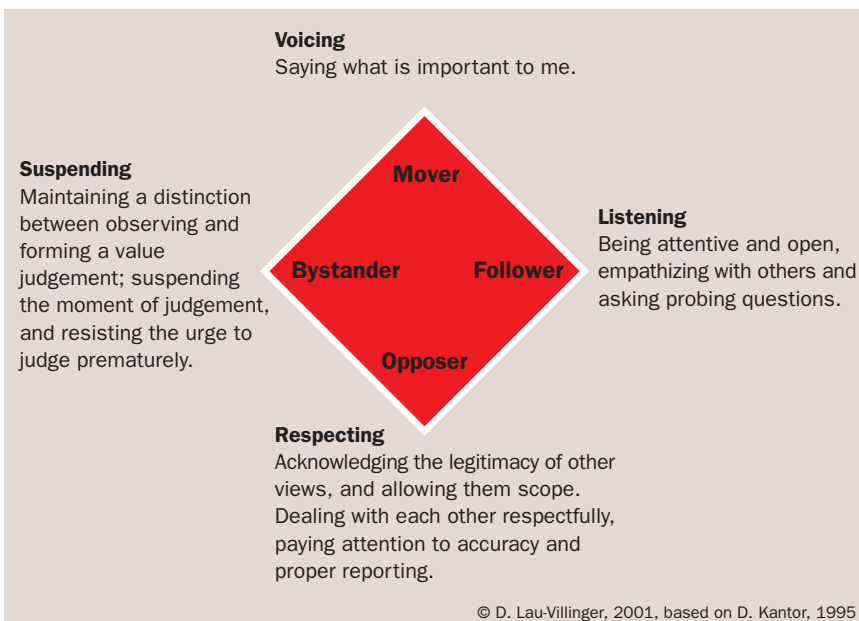 Voicing
Saying what is important to me.
Suspending
Maintaining a distinction
between observing and
forming a value
judgement; suspending
the moment of judgement,
and resisting the urge to
judge prematurely.
Mover
Bystander
Follower
Opposer
Listening
Being attentive and open,
empathizing with others and
asking probing questions.
Respecting
Acknowledging the legitimacy of other
views, and allowing them scope.
Dealing with each other respectfully,
paying attention to accuracy and
proper reporting.
© D. Lau-Villinger, 2001, based on D. Kantor, 1995